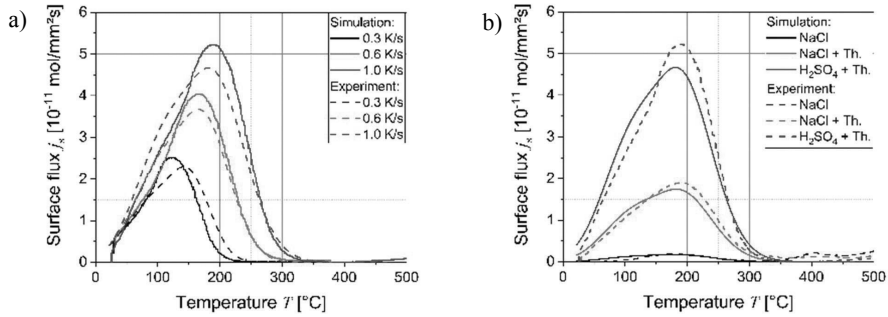 a)
Surface flux jₛ [10⁻¹¹ mol/mm²s]
6
5
4
3
2
1
0
Simulation:
0.3 K/s
0.6 K/s
1.0 K/s
Experiment:
0.3 K/s
0.6 K/s
1.0 K/s
0 100 200 300 500
Temperature T [°C]
b)
Surface flux jₛ [10⁻¹¹ mol/mm²s]
6
5
4
3
2
1
0
Simulation:
NaCl
NaCl + Th.
H₂SO₄ + Th.
Experiment:
NaCl
NaCl + Th.
H₂SO₄ + Th.
0 100 200 300 400 500
Temperature T [°C]